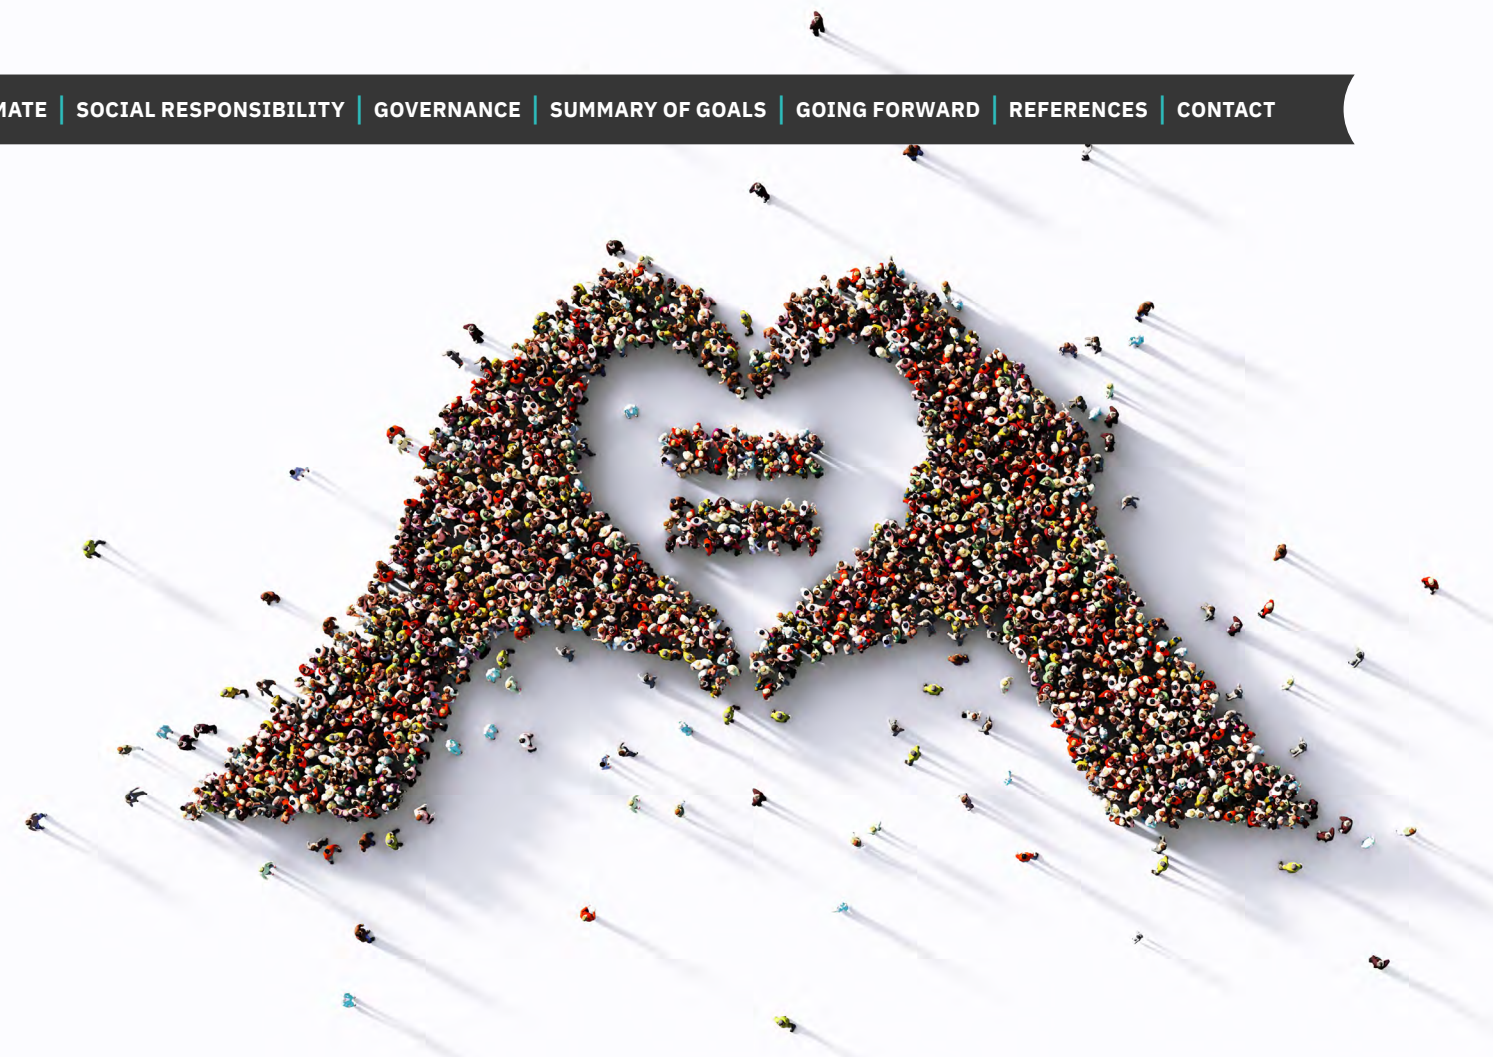 MATE | SOCIAL RESPONSIBILITY | GOVERNANCE | SUMMARY OF GOALS | GOING FORWARD | REFERENCES | CONTACT